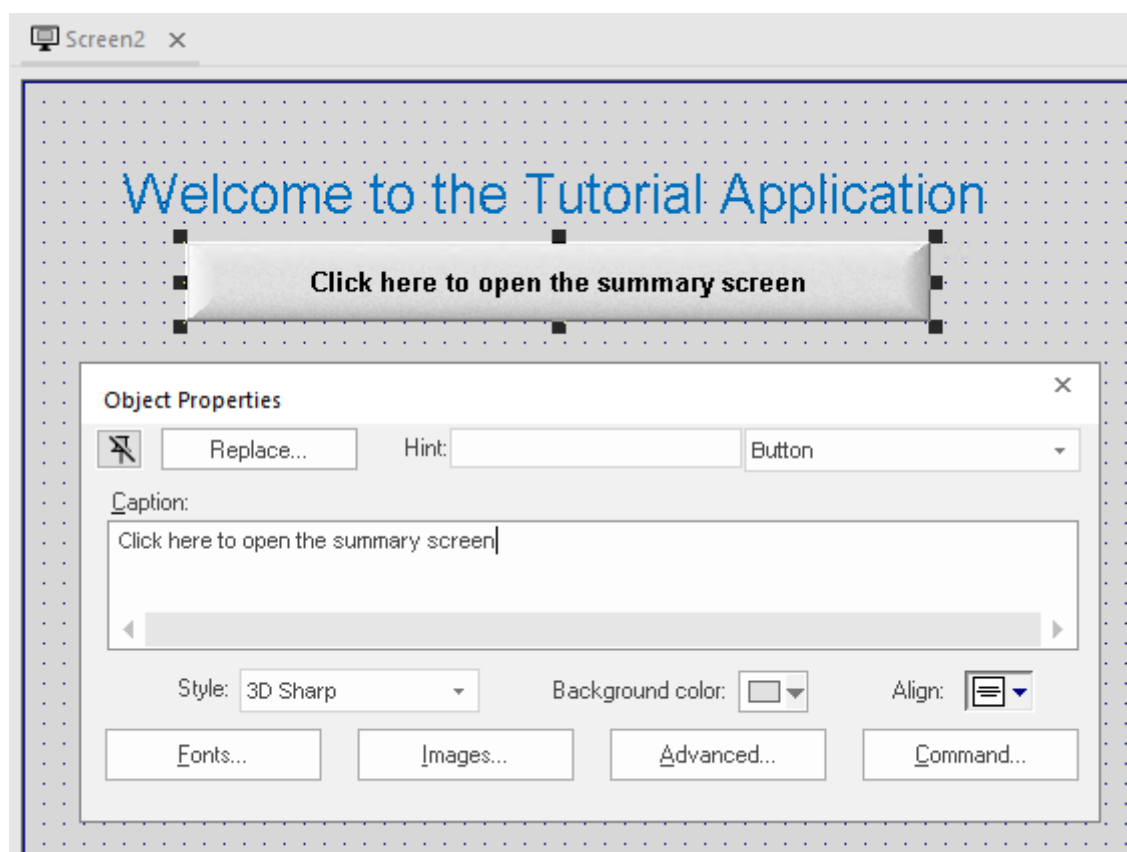 Screen2
Welcome to the Tutorial Application
Click here to open the summary screen
Object Properties
Replace... Hint: Button
Caption:
Click here to open the summary screen
Style: 3D Sharp Background color: Align:
Fonts... Images... Advanced... Command...